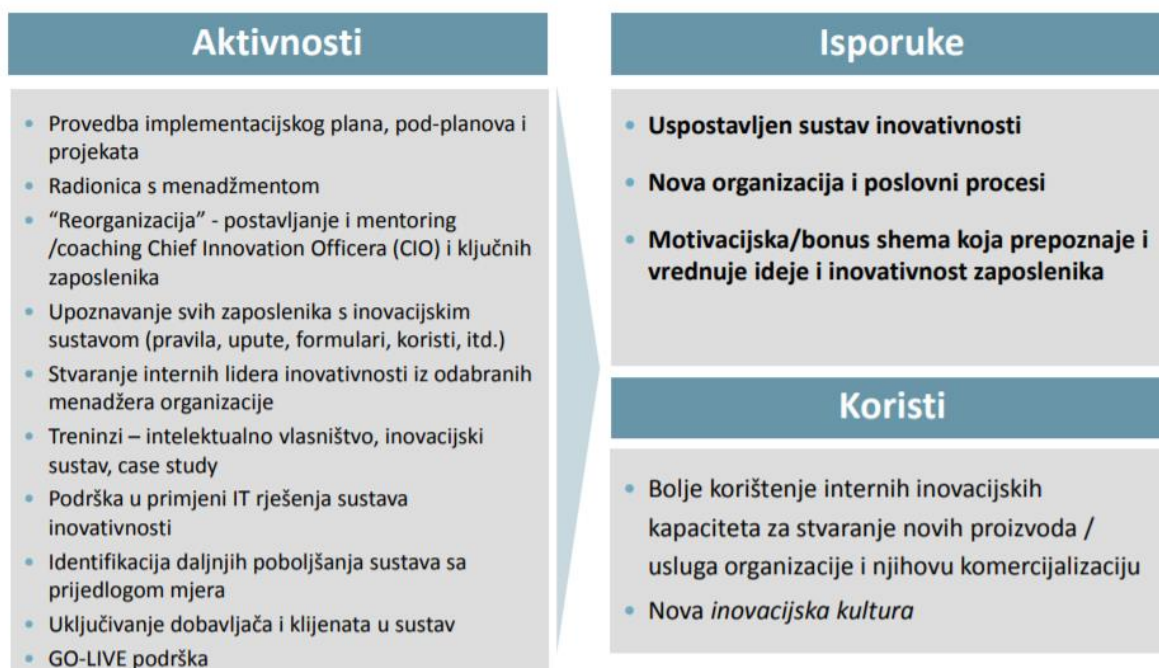 Aktivnosti
• Provedba implementacijskog plana, pod-planova i
projekata
• Radionica s menadžmentom
• “Reorganizacija” - postavljanje i mentoring
/coaching Chief Innovation Officera (CIO) i ključnih
zaposlenika
• Upoznavanje svih zaposlenika s inovacijskim
sustavom (pravila, upute, formulari, koristi, itd.)
• Stvaranje internih lidera inovativnosti iz odabranih
menadžera organizacije
• Treninzi – intelektualno vlasništvo, inovacijski
sustav, case study
• Podrška u primjeni IT rješenja sustava
inovativnosti
• Identifikacija daljnjih poboljšanja sustava sa
prijedlogom mjera
• Uključivanje dobavljača i klijenata u sustav
• GO-LIVE podrška
Isporuke
• Uspostavljen sustav inovativnosti
• Nova organizacija i poslovni procesi
• Motivacijska/bonus shema koja prepoznaje i
vrednuje ideje i inovativnost zaposlenika
Koristi
• Bolje korištenje internih inovacijskih
kapaciteta za stvaranje novih proizvoda /
usluga organizacije i njihovu komercijalizaciju
• Nova inovacijska kultura